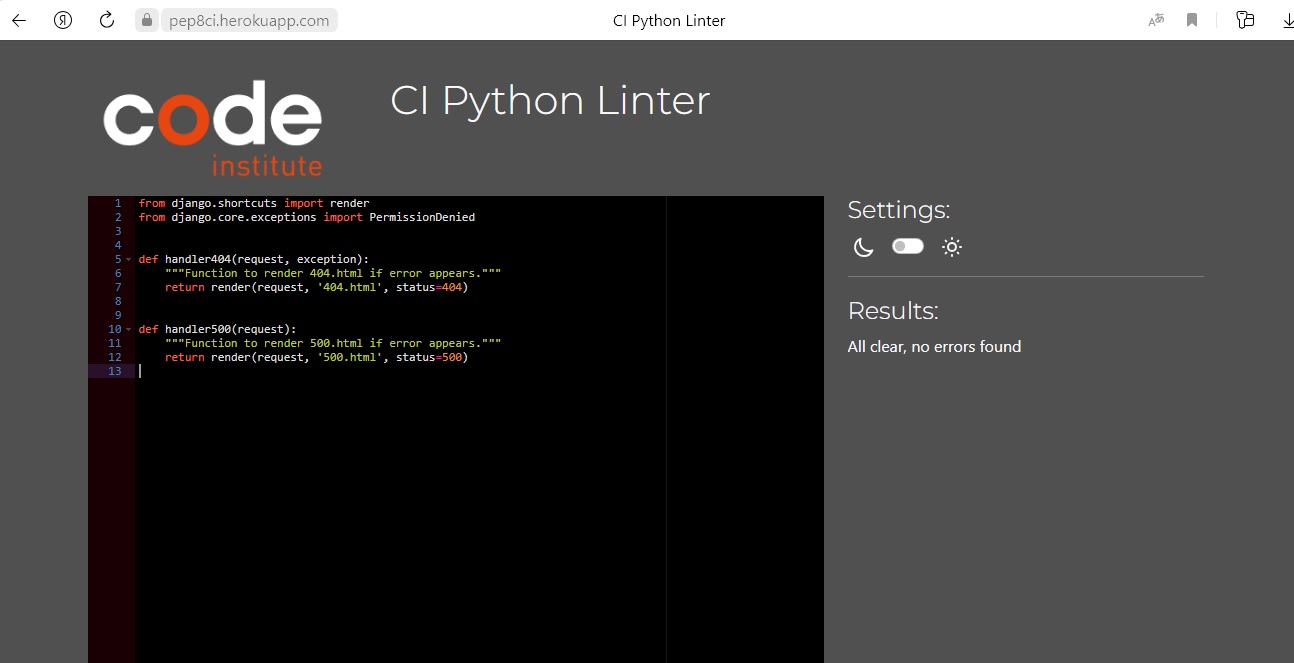 Я pep8ci.herokuapp.com CI Python Linter
code
institute
CI Python Linter
1 from django.shortcuts import render
2 from django.core.exceptions import PermissionDenied
3
4
5 def handler404(request, exception):
6     """Function to render 404.html if error appears."""
7     return render(request, '404.html', status=404)
8
9
10 def handler500(request):
11     """Function to render 500.html if error appears."""
12     return render(request, '500.html', status=500)
13
Settings:
Results:
All clear, no errors found